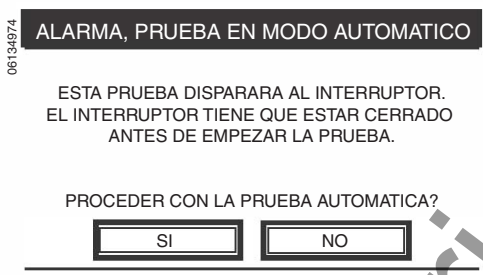 06134974
ALARMA, PRUEBA EN MODO AUTOMATICO
ESTA PRUEBA DISPARARA AL INTERRUPTOR.
EL INTERRUPTOR TIENE QUE ESTAR CERRADO
ANTES DE EMPEZAR LA PRUEBA.
PROCEDER CON LA PRUEBA AUTOMATICA?
SI NO